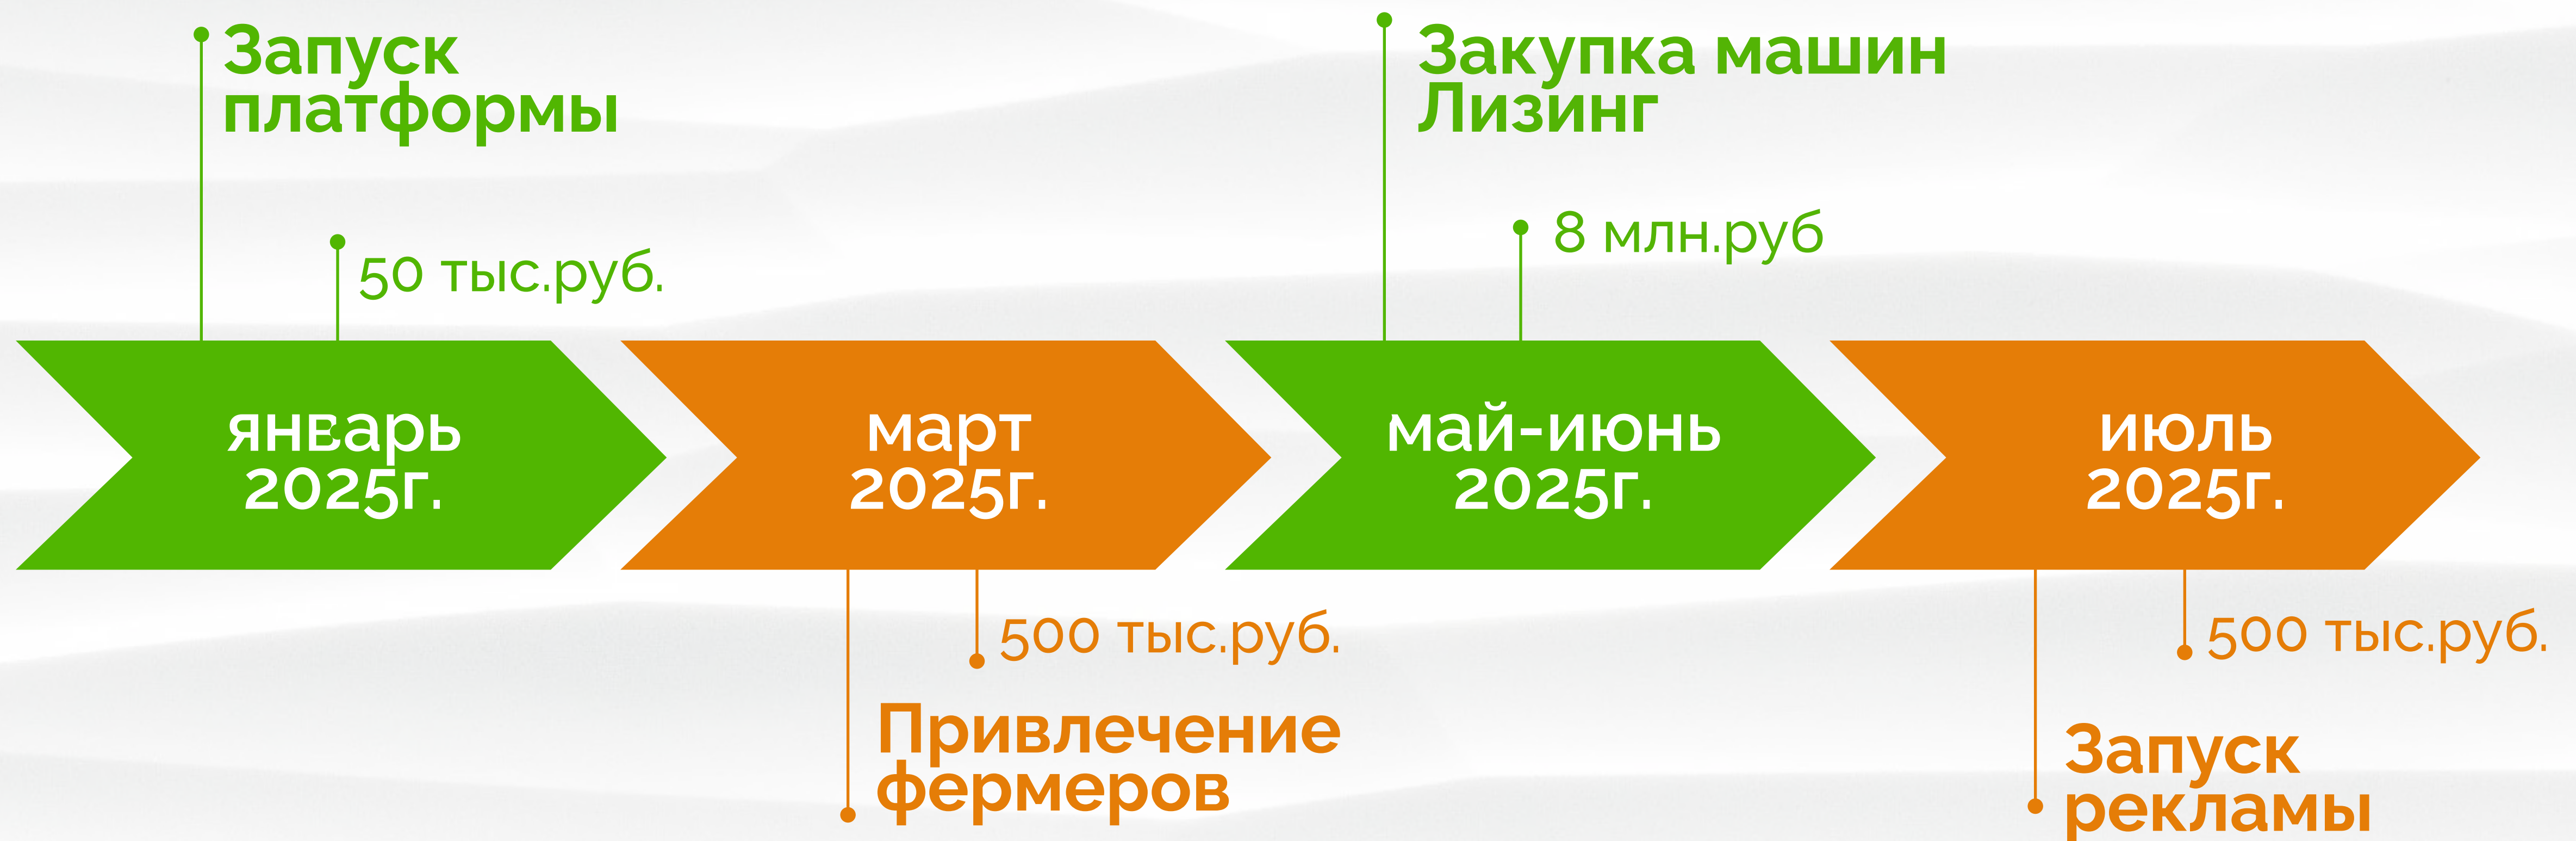 Запуск
платформы
50 тыс.руб.
январь
2025г.
март
2025г.
500 тыс.руб.
Привлечение
фермеров
Закупка машин
Лизинг
8 млн.руб
май-июнь
2025г.
июль
2025г.
500 тыс.руб.
Запуск
рекламы